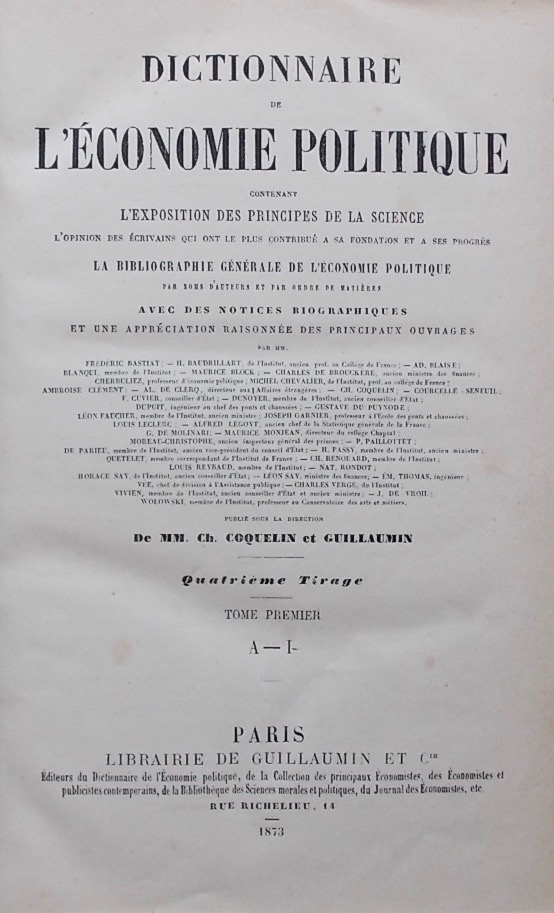 DICTIONNAIRE
DE
L'ÉCONOMIE POLITIQUE
CONTENANT
L'EXPOSITION DES PRINCIPES DE LA SCIENCE
L'OPINION DES ÉCRIVAINS QUI ONT LE PLUS CONTRIBUÉ A SA FONDATION ET A SES PROGRÈS
LA BIBLIOGRAPHIE GÉNÉRALE DE L'ÉCONOMIE POLITIQUE
PAR NOMS D'AUTEURS ET PAR ORDRE DE MATIÈRES
AVEC DES NOTICES BIOGRAPHIQUES
ET UNE APPRÉCIATION RAISONNÉE DES PRINCIPAUX OUVRAGES
PAR MM.
FRÉDÉRIC BASTIAT; — H. BAUDRILLART, de l'Institut, ancien prof. au Collège de France; — AD. BLAISE;
BLANQUI, membre de l'Institut; — MAURICE BLOCK; — CHARLES DE BROUCKERE, ancien ministre des finances;
CHERBULIEZ, professeur d'économie politique; MICHEL CHEVALIER, de l'Institut, prof. au collège de France;
AMBROISE CLÉMENT; — AL. DE CLERQ, directeur aux Affaires étrangères; — CH. COQUELIN; — COURCELLE-SENEUIL;
F. CUVIER, conseiller d'État; — DUNOYER, membre de l'Institut, ancien conseiller d'État;
DUPUIT, ingénieur en chef des ponts et chaussées; — GUSTAVE DU PUYNODE;
LÉON FAUCHER, membre de l'Institut, ancien ministre; JOSEPH GARNIER, professeur à l'École des ponts et chaussées;
LOUIS LECLERC; — ALFRED LEGOYT, ancien chef de la Statistique générale de la France;
G. DE MOLINARI; — MAURICE MONJEAN, directeur du collège Chaptal;
MOREAU-CHRISTOPHE, ancien inspecteur général des prisons; — P. PAILLOTTET;
DE PARIEU, membre de l'Institut, ancien vice-président du conseil d'État; — H. PASSY, membre de l'Institut, ancien ministre;
QUETELET, membre correspondant de l'Institut de France; — CH. RENOUARD, membre de l'Institut;
LOUIS REYBAUD, membre de l'Institut; — NAT. RONDOT;
HORACE SAY, de l'Institut, ancien conseiller d'État; — LÉON SAY, ministre des finances; — EM. THOMAS, ingénieur;
VÉE, chef de division à l'Assistance publique; — CHARLES VERGE, de l'Institut;
VIVIEN, membre de l'Institut, ancien conseiller d'État et ancien ministre; — J. DE VROIL;
WOLOWSKI, membre de l'Institut, professeur au Conservatoire des arts et métiers,
PUBLIÉ SOUS LA DIRECTION
De MM. Ch. COQUELIN et GUILLAUMIN
Quatrième Tirage
TOME PREMIER
A — I
PARIS
LIBRAIRIE DE GUILLAUMIN ET Cie
Éditeurs du Dictionnaire de l'Économie politique, de la Collection des principaux Économistes, des Économistes et
publicistes contemporains, de la Bibliothèque des Sciences morales et politiques, du Journal des Économistes, etc
RUE RICHELIEU, 14
1873